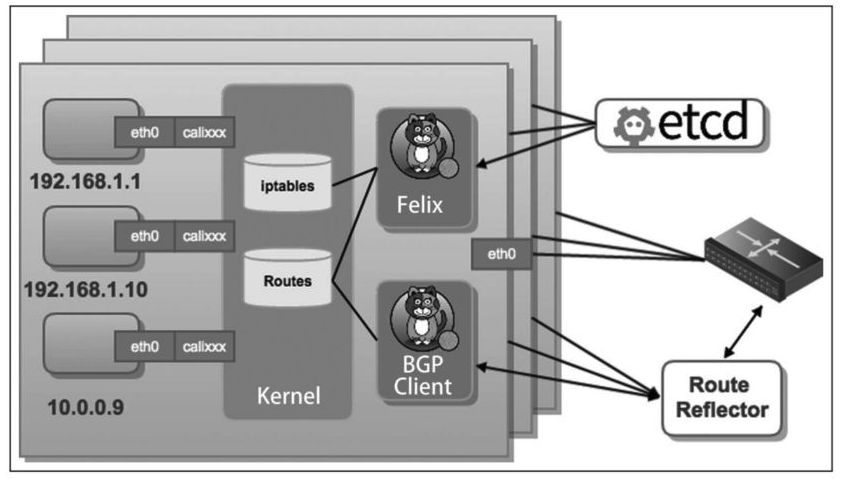 eth0 calixxx
192.168.1.1
eth0 calixxx
192.168.1.10
eth0 calixxx
10.0.0.9
iptables
Routes
Kernel
Felix
BGP
Client
eth0
etcd
Route
Reflector